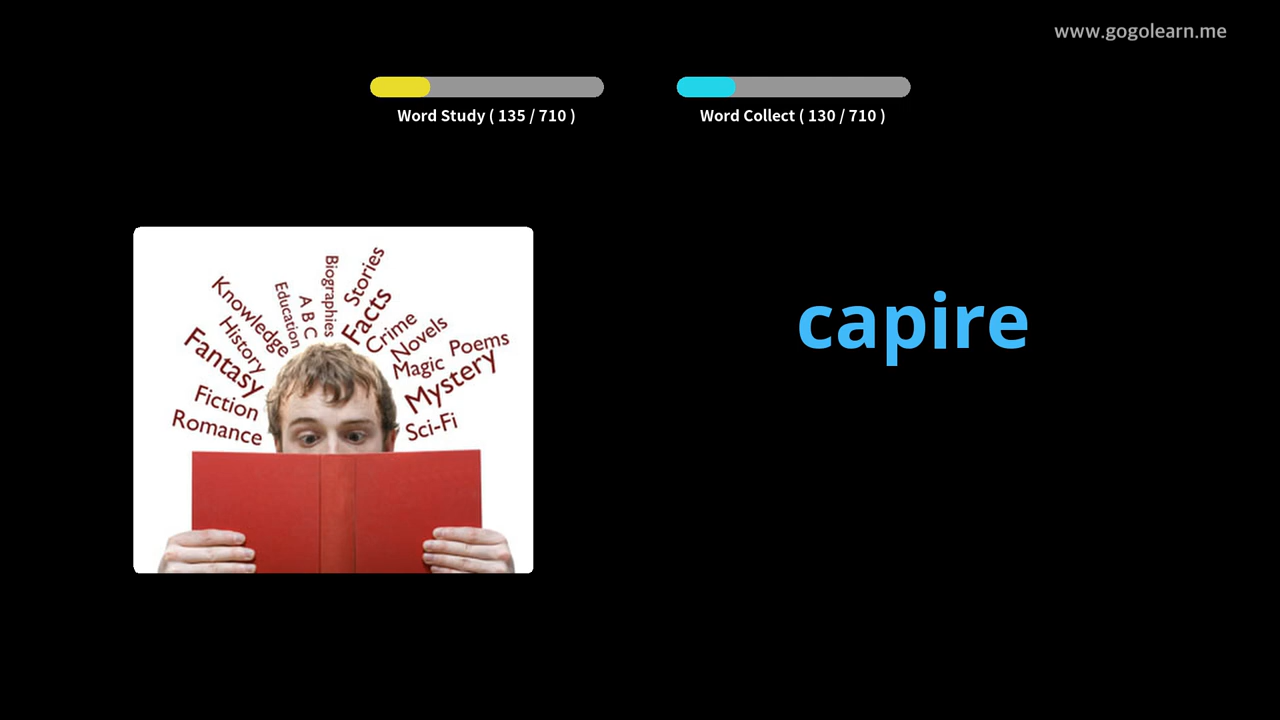 www.gogolearn.me
Word Study ( 135 / 710 )
Word Collect ( 130 / 710 )
capire
Knowledge
Education
A B C
Biographies
Stories
Facts
Crime
Novels
Poems
History
Magic
Fantasy
Mystery
Fiction
Romance
Sci-Fi